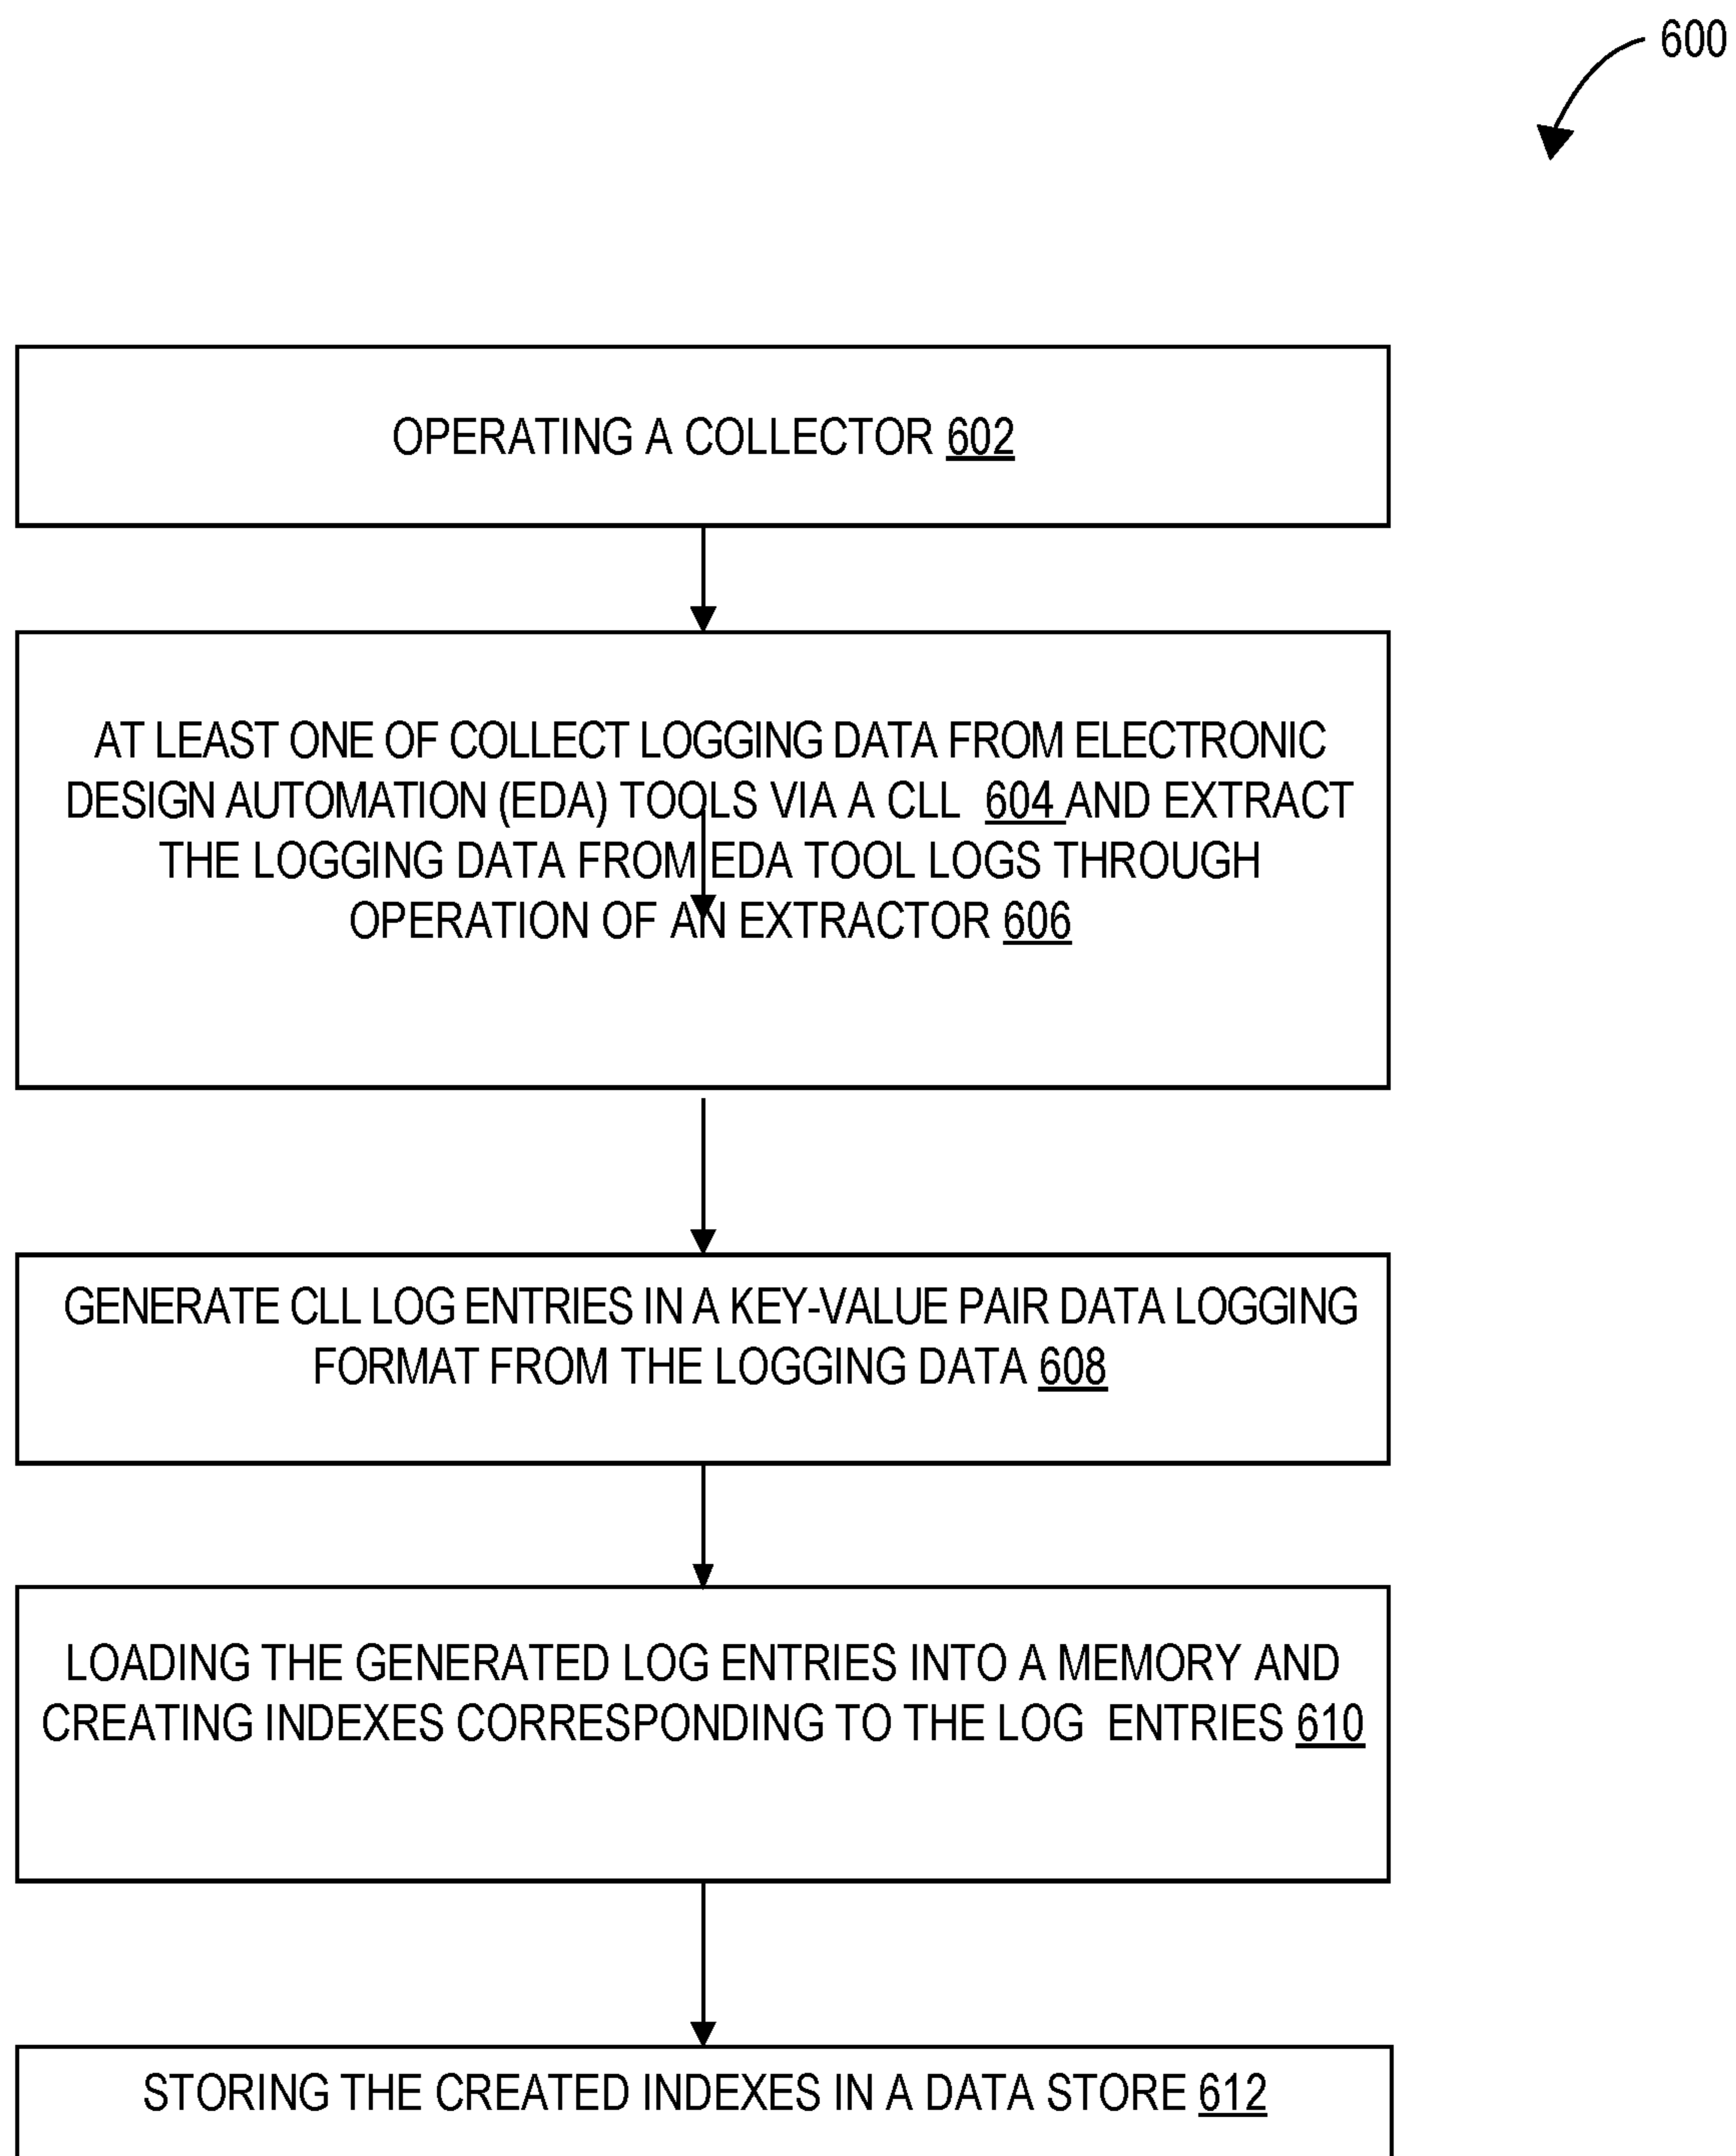 600
OPERATING A COLLECTOR 602
AT LEAST ONE OF COLLECT LOGGING DATA FROM ELECTRONIC
DESIGN AUTOMATION (EDA) TOOLS VIA A CLL 604 AND EXTRACT
THE LOGGING DATA FROM EDA TOOL LOGS THROUGH
OPERATION OF AN EXTRACTOR 606
GENERATE CLL LOG ENTRIES IN A KEY-VALUE PAIR DATA LOGGING
FORMAT FROM THE LOGGING DATA 608
LOADING THE GENERATED LOG ENTRIES INTO A MEMORY AND
CREATING INDEXES CORRESPONDING TO THE LOG ENTRIES 610
STORING THE CREATED INDEXES IN A DATA STORE 612